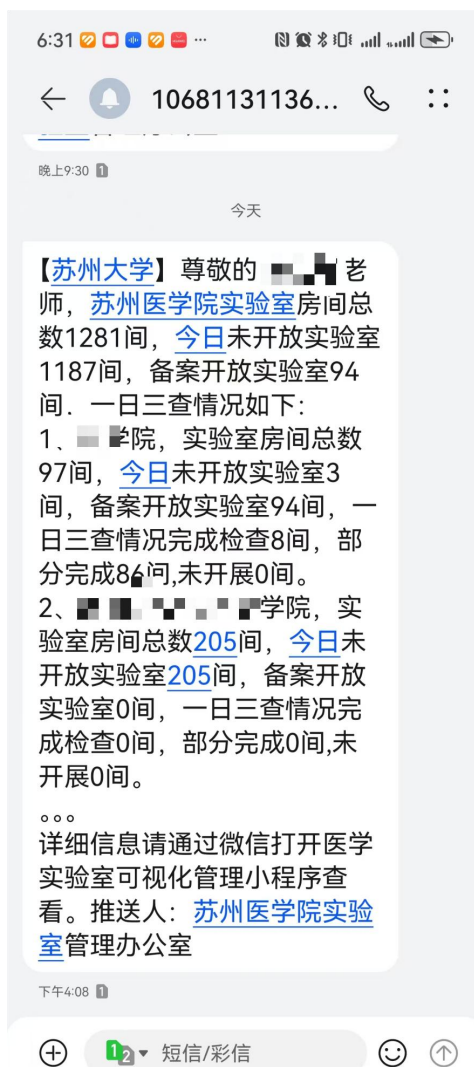 6:31
10681131136...
晚上9:30
今天
【苏州大学】尊敬的 老
师，苏州医学院实验室房间总
数1281间，今日未开放实验室
1187间，备案开放实验室94
间．一日三查情况如下：
1、 学院，实验室房间总数
97间，今日未开放实验室3
间，备案开放实验室94间，一
日三查情况完成检查8间，部
分完成86间,未开展0间。
2、 学院，实
验室房间总数205间，今日未
开放实验室205间，备案开放
实验室0间，一日三查情况完
成检查0间，部分完成0间,未
开展0间。
。。。
详细信息请通过微信打开医学
实验室可视化管理小程序查
看。推送人：苏州医学院实验
室管理办公室
下午4:08
短信/彩信